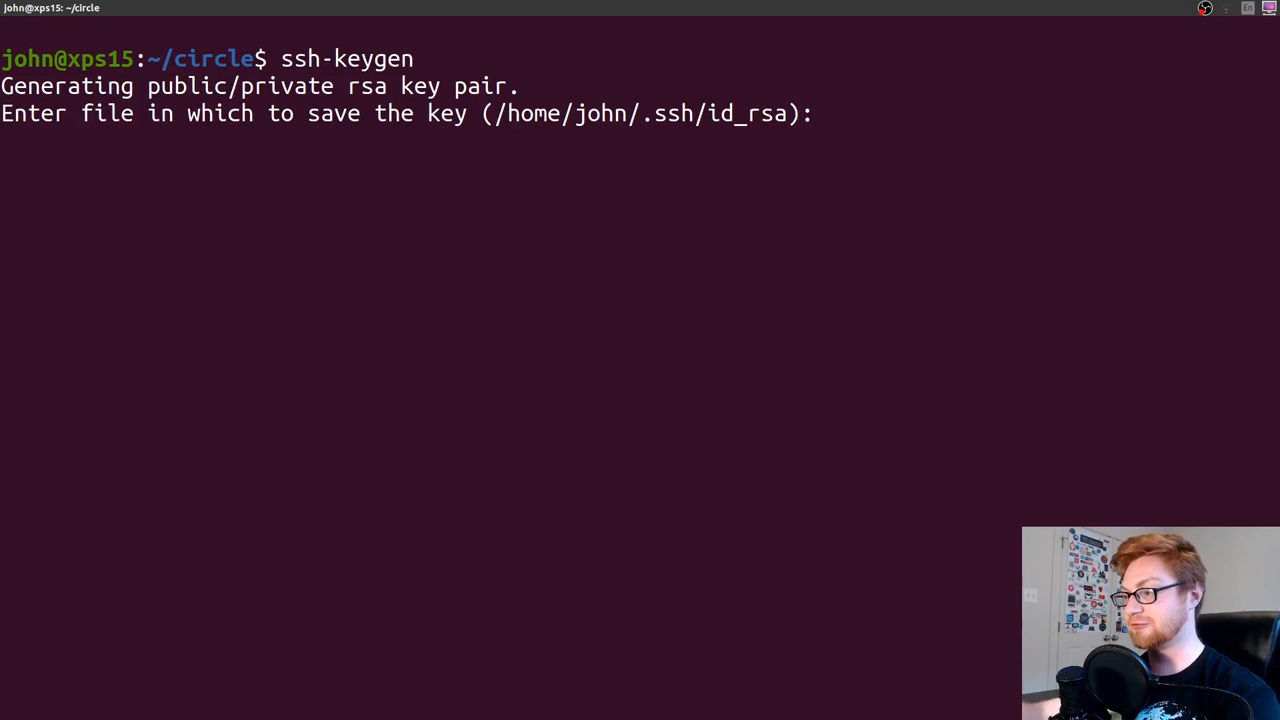 john@xps15: ~/circle
En
john@xps15:~/circle$ ssh-keygen
Generating public/private rsa key pair.
Enter file in which to save the key (/home/john/.ssh/id_rsa):